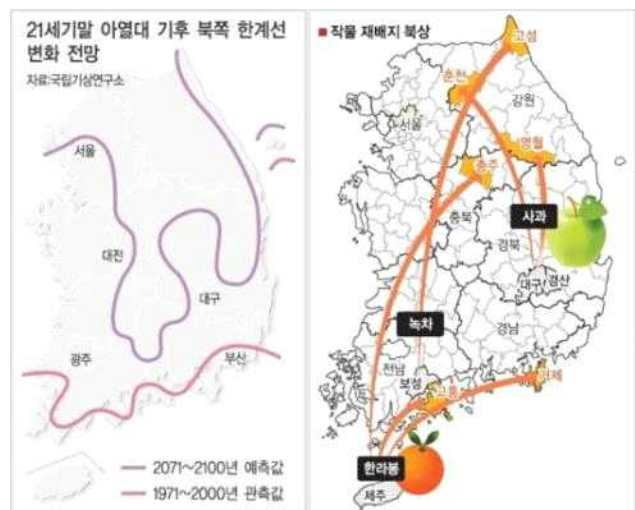 21세기말 아열대 기후 북쪽 한계선
변화 전망
자료:국립기상연구소
서울
대전
대구
광주
부산
2071~2100년 예측값
1971~2000년 관측값
■ 작물 재배지 북상
고성
춘천
강원
서울
영월
충주
충북
사과
경북
대구
경산
녹차
경남
전남
보성
고흥
거제
한라봉
제주